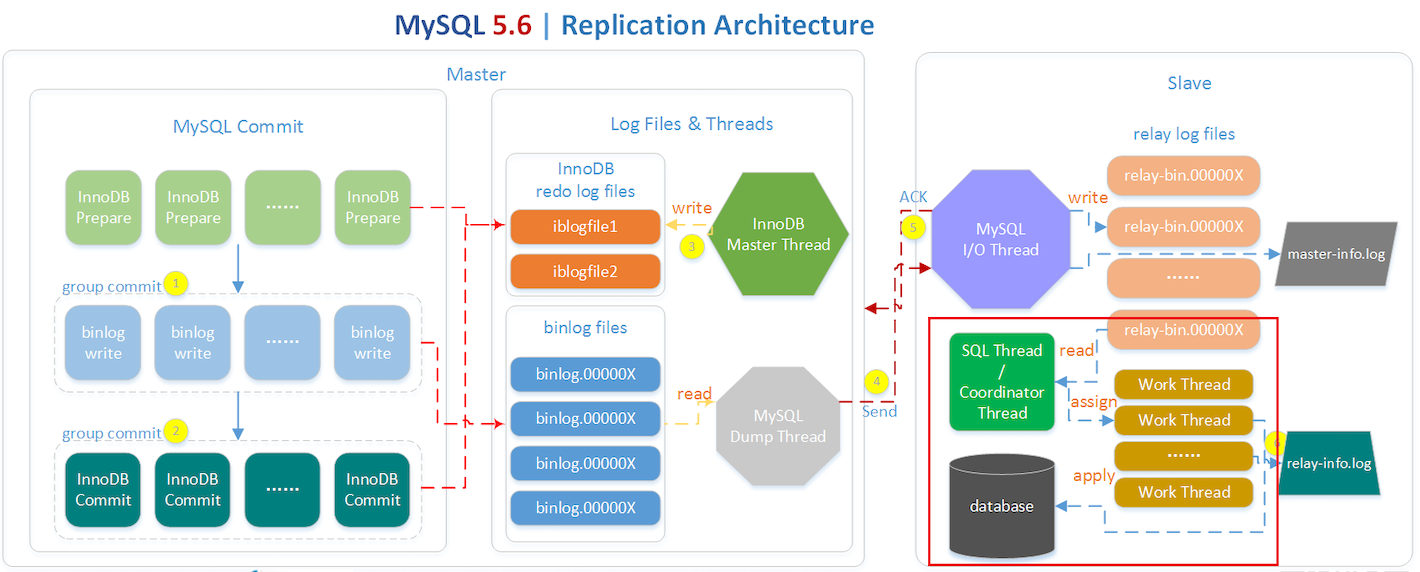 MySQL 5.6 | Replication Architecture
Master
MySQL Commit
InnoDB
Prepare
InnoDB
Prepare
......
InnoDB
Prepare
group commit
1
binlog
write
binlog
write
......
binlog
write
group commit
2
InnoDB
Commit
InnoDB
Commit
......
InnoDB
Commit
Log Files & Threads
InnoDB
redo log files
iblogfile1
iblogfile2
write
3
InnoDB
Master Thread
binlog files
binlog.00000X
binlog.00000X
binlog.00000X
binlog.00000X
read
MySQL
Dump Thread
4
Send
ACK
5
Slave
MySQL
I/O Thread
write
relay log files
relay-bin.00000X
relay-bin.00000X
......
relay-bin.00000X
master-info.log
SQL Thread
/
Coordinator
Thread
read
assign
Work Thread
Work Thread
......
Work Thread
apply
database
6
relay-info.log